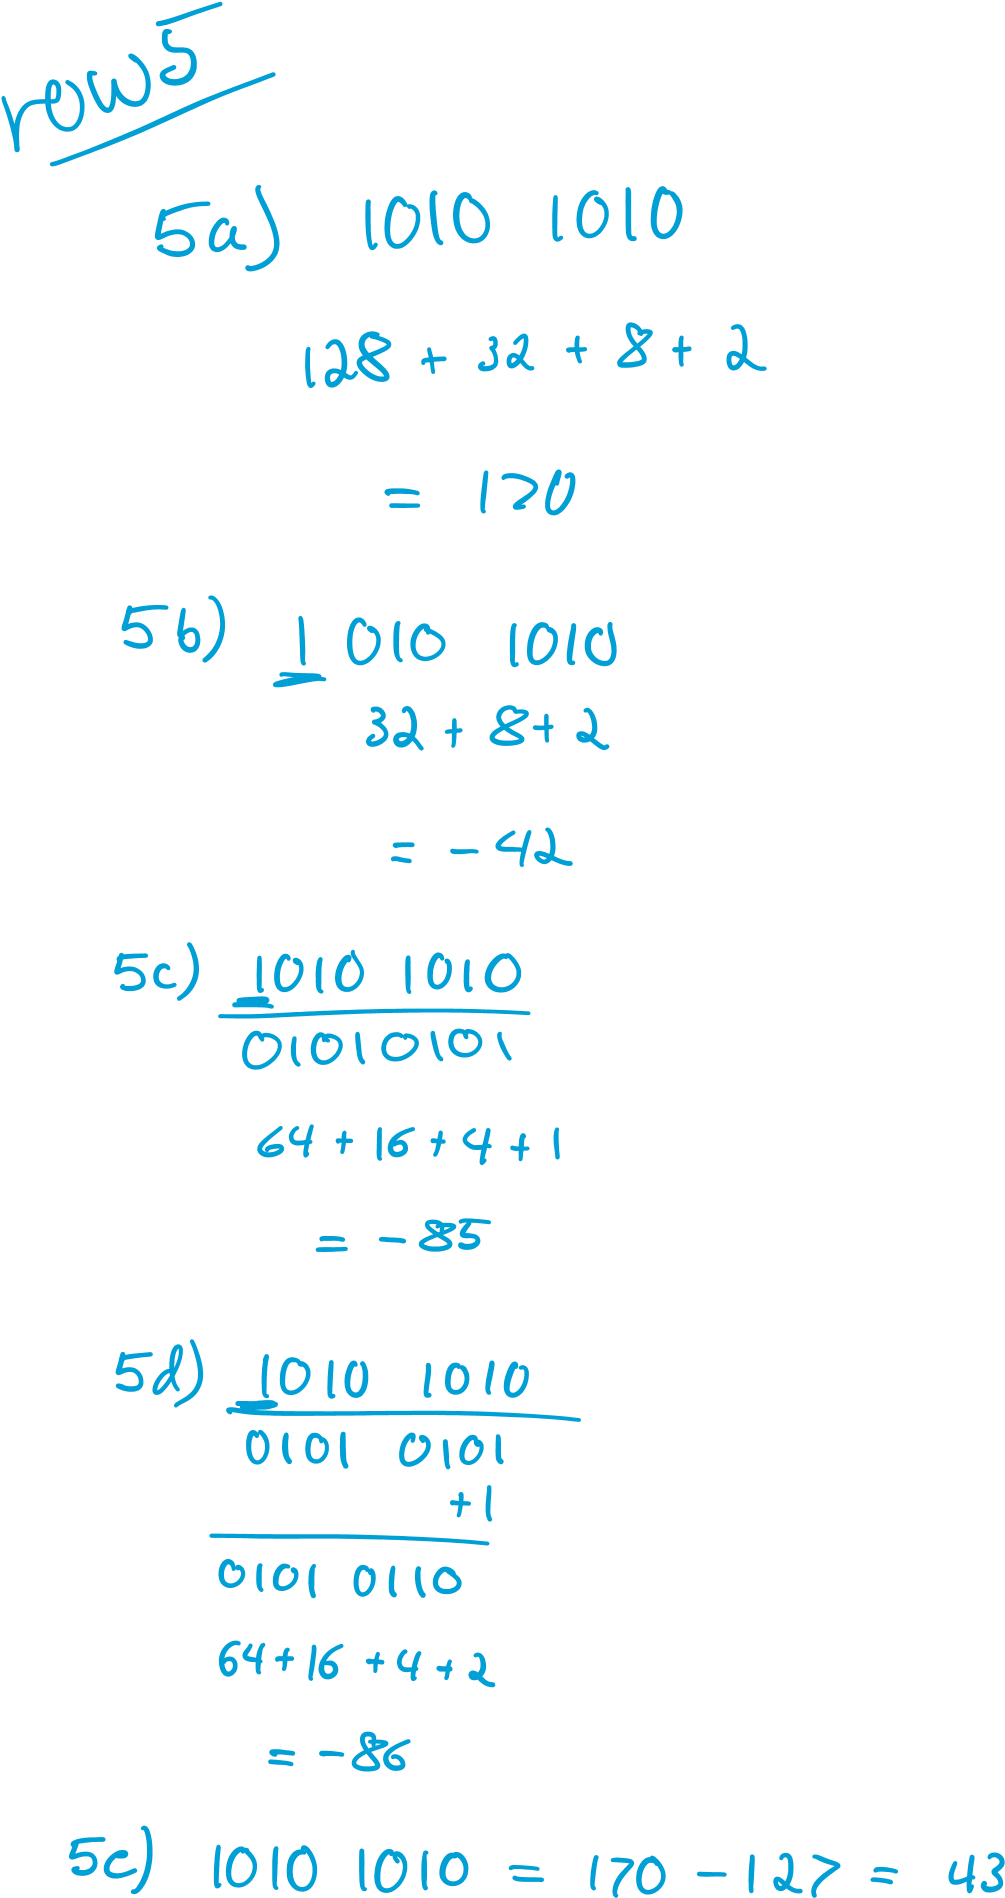 row 5
5a) 1010 1010
128 + 32 + 8 + 2
= 170
5b) 1 010 1010
32 + 8 + 2
= - 42
5c) 1010 1010
01010101
64 + 16 + 4 + 1
= - 85
5d) 1010 1010
0101 0101
+ 1
0101 0110
64 + 16 + 4 + 2
= - 86
5e) 1010 1010 = 170 - 127 = 43